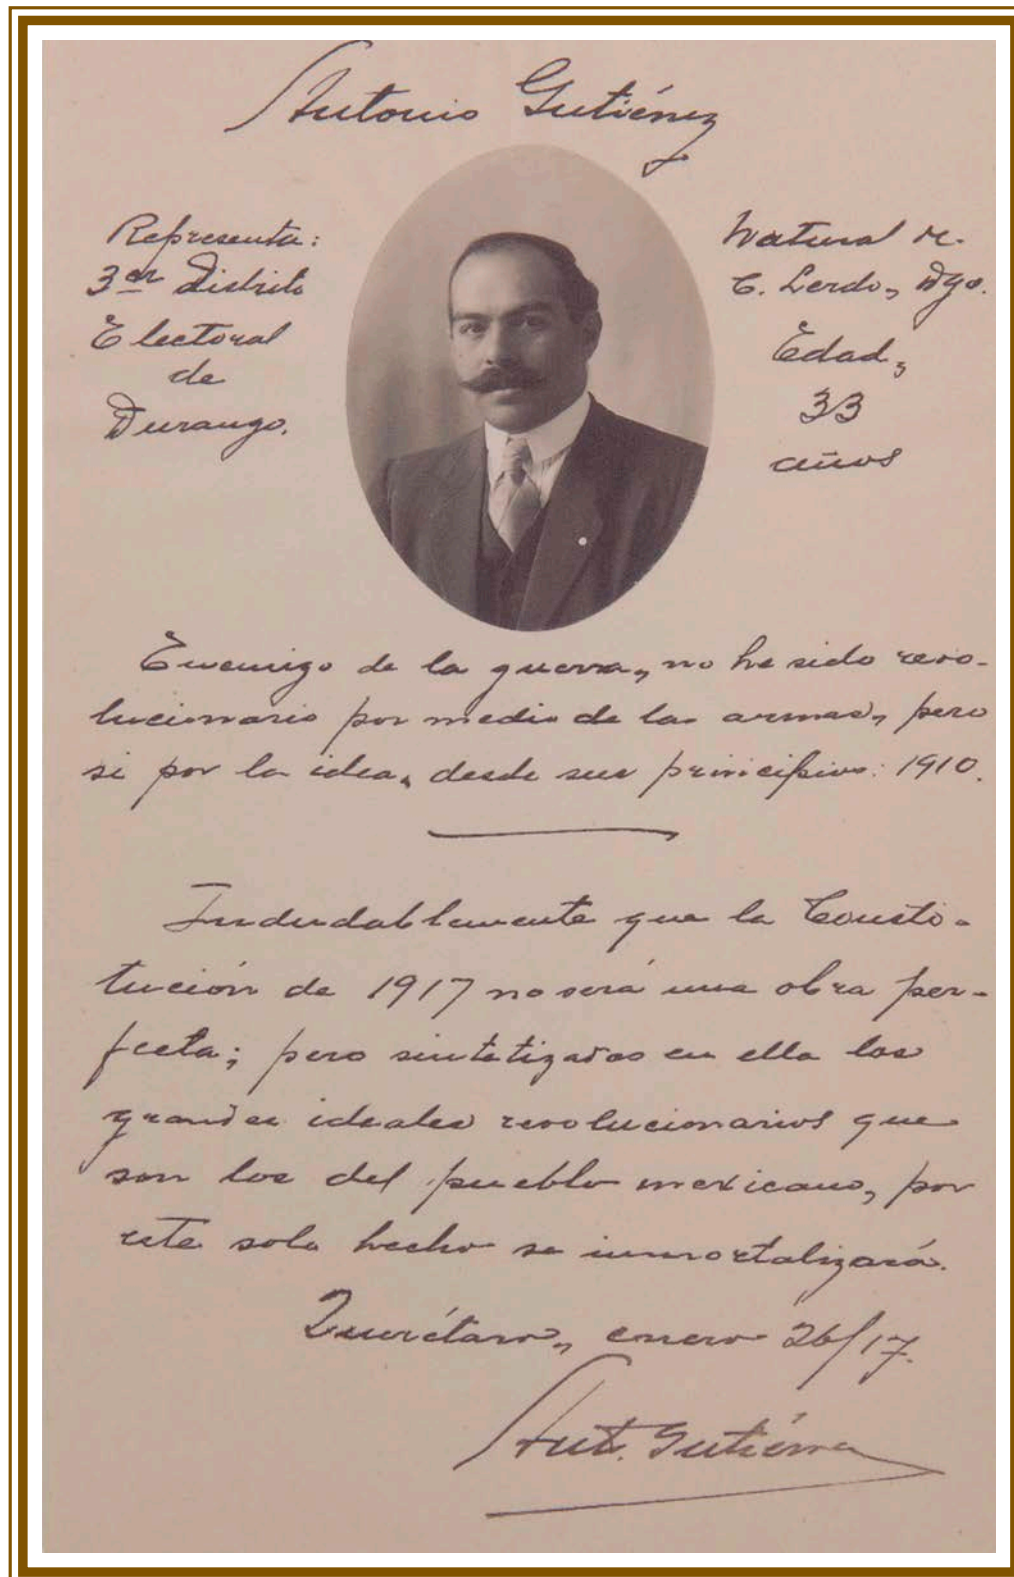 Antonio Gutiérrez
Representa:
3er Distrito
Electoral
de
Durango.
Natural de
C. Lerdo, Dgo.
Edad,
33
años
Enemigo de la guerra, no he sido revo-
lucionario por medio de las armas, pero
si por la idea, desde sus principios: 1910.
Indudablemente que la Consti-
tución de 1917 no será una obra per-
fecta; pero sintetizados en ella los
grandes ideales revolucionarios que
son los del pueblo mexicano, por
este solo hecho se inmortalizará.
Querétaro, enero 26/17.
Ant. Gutiérrez